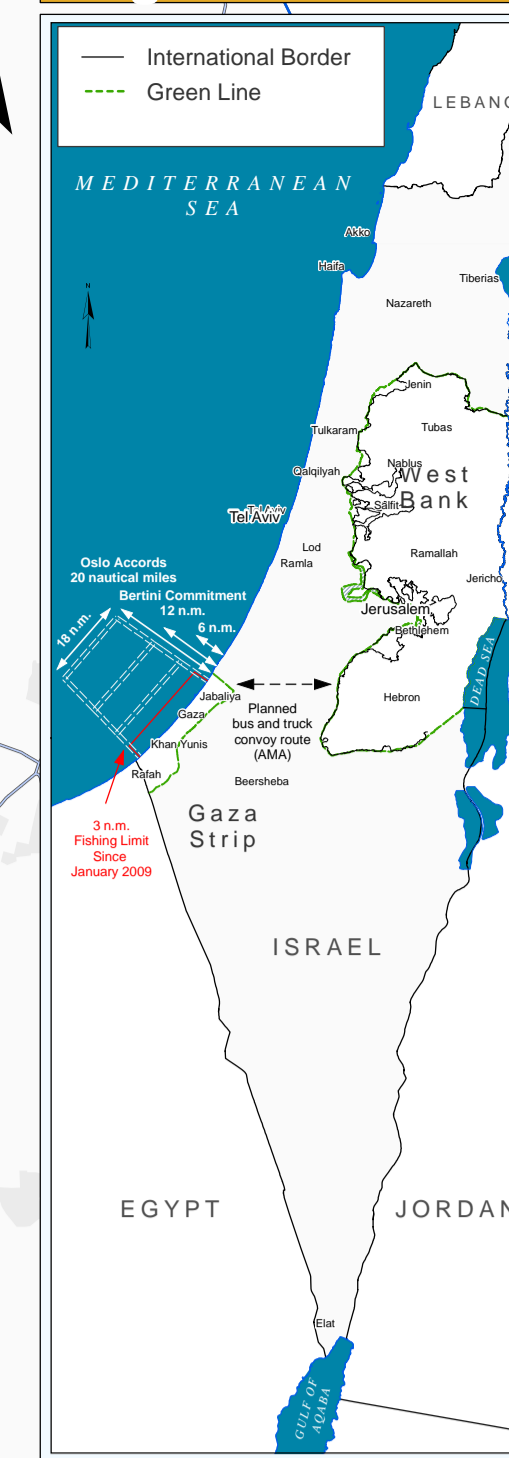 International Border
Green Line
LEBANO
MEDITERRANEAN
SEA
Akko
Haifa
Tiberias
Nazareth
N
Jenin
Tulkaram
Tubas
Qalqilyah
Nablus
West
Bank
Salfit
Tel Aviv
Tel Aviv
Lod
Ramla
Ramallah
Jericho
Oslo Accords
20 nautical miles
Bertini Commitment
12 n.m.
6 n.m.
18 n.m.
Jerusalem
Bethlehem
DEAD SEA
Jabaliya
Hebron
Gaza
Planned
bus and truck
convoy route
(AMA)
Khan Yunis
Rafah
Beersheba
Gaza
Strip
3 n.m.
Fishing Limit
Since
January 2009
ISRAEL
EGYPT
JORDAN
Elat
GULF OF
AQABA